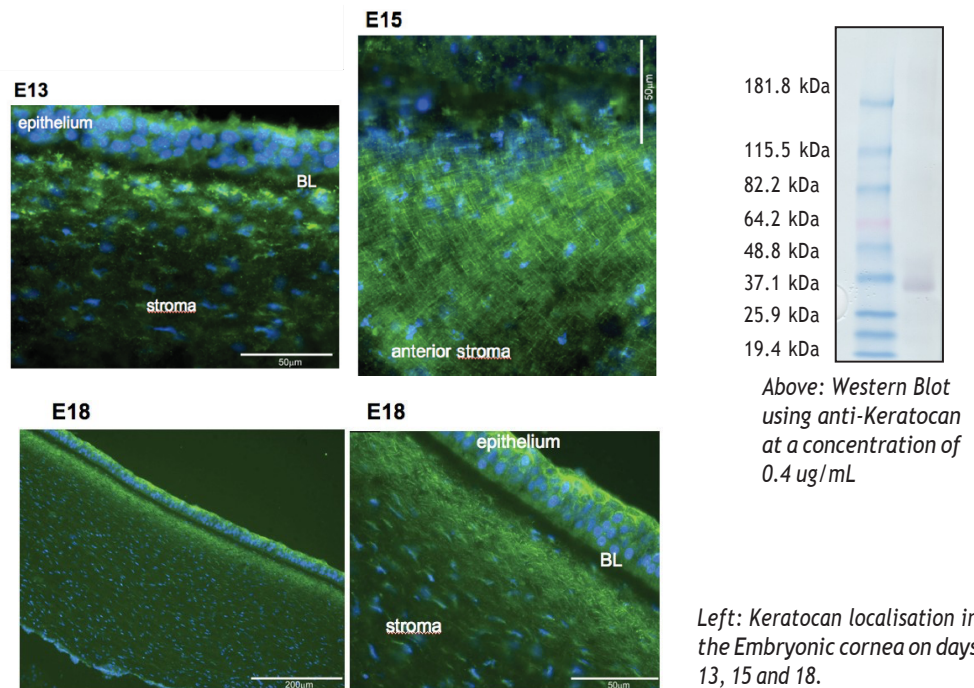 E13
epithelium
BL
stroma
50µm
E15
50µm
anterior stroma
181.8 kDa
115.5 kDa
82.2 kDa
64.2 kDa
48.8 kDa
37.1 kDa
25.9 kDa
19.4 kDa
Above: Western Blot
using anti-Keratocan
at a concentration of
0.4 ug/mL
E18
200µm
E18
epithelium
BL
stroma
50µm
Left: Keratocan localisation in
the Embryonic cornea on days
13, 15 and 18.